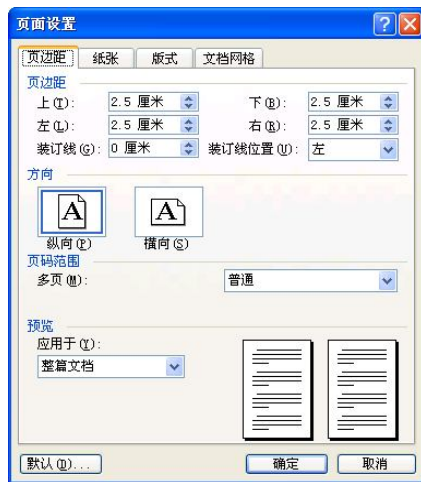 页面设置
页边距 纸张 版式 文档网格
页边距
上(T): 2.5 厘米 下(B): 2.5 厘米
左(L): 2.5 厘米 右(R): 2.5 厘米
装订线(G): 0 厘米 装订线位置(U): 左
方向
A A
纵向(P) 横向(S)
页码范围
多页(M): 普通
预览
应用于(Y):
整篇文档
默认(D)... 确定 取消